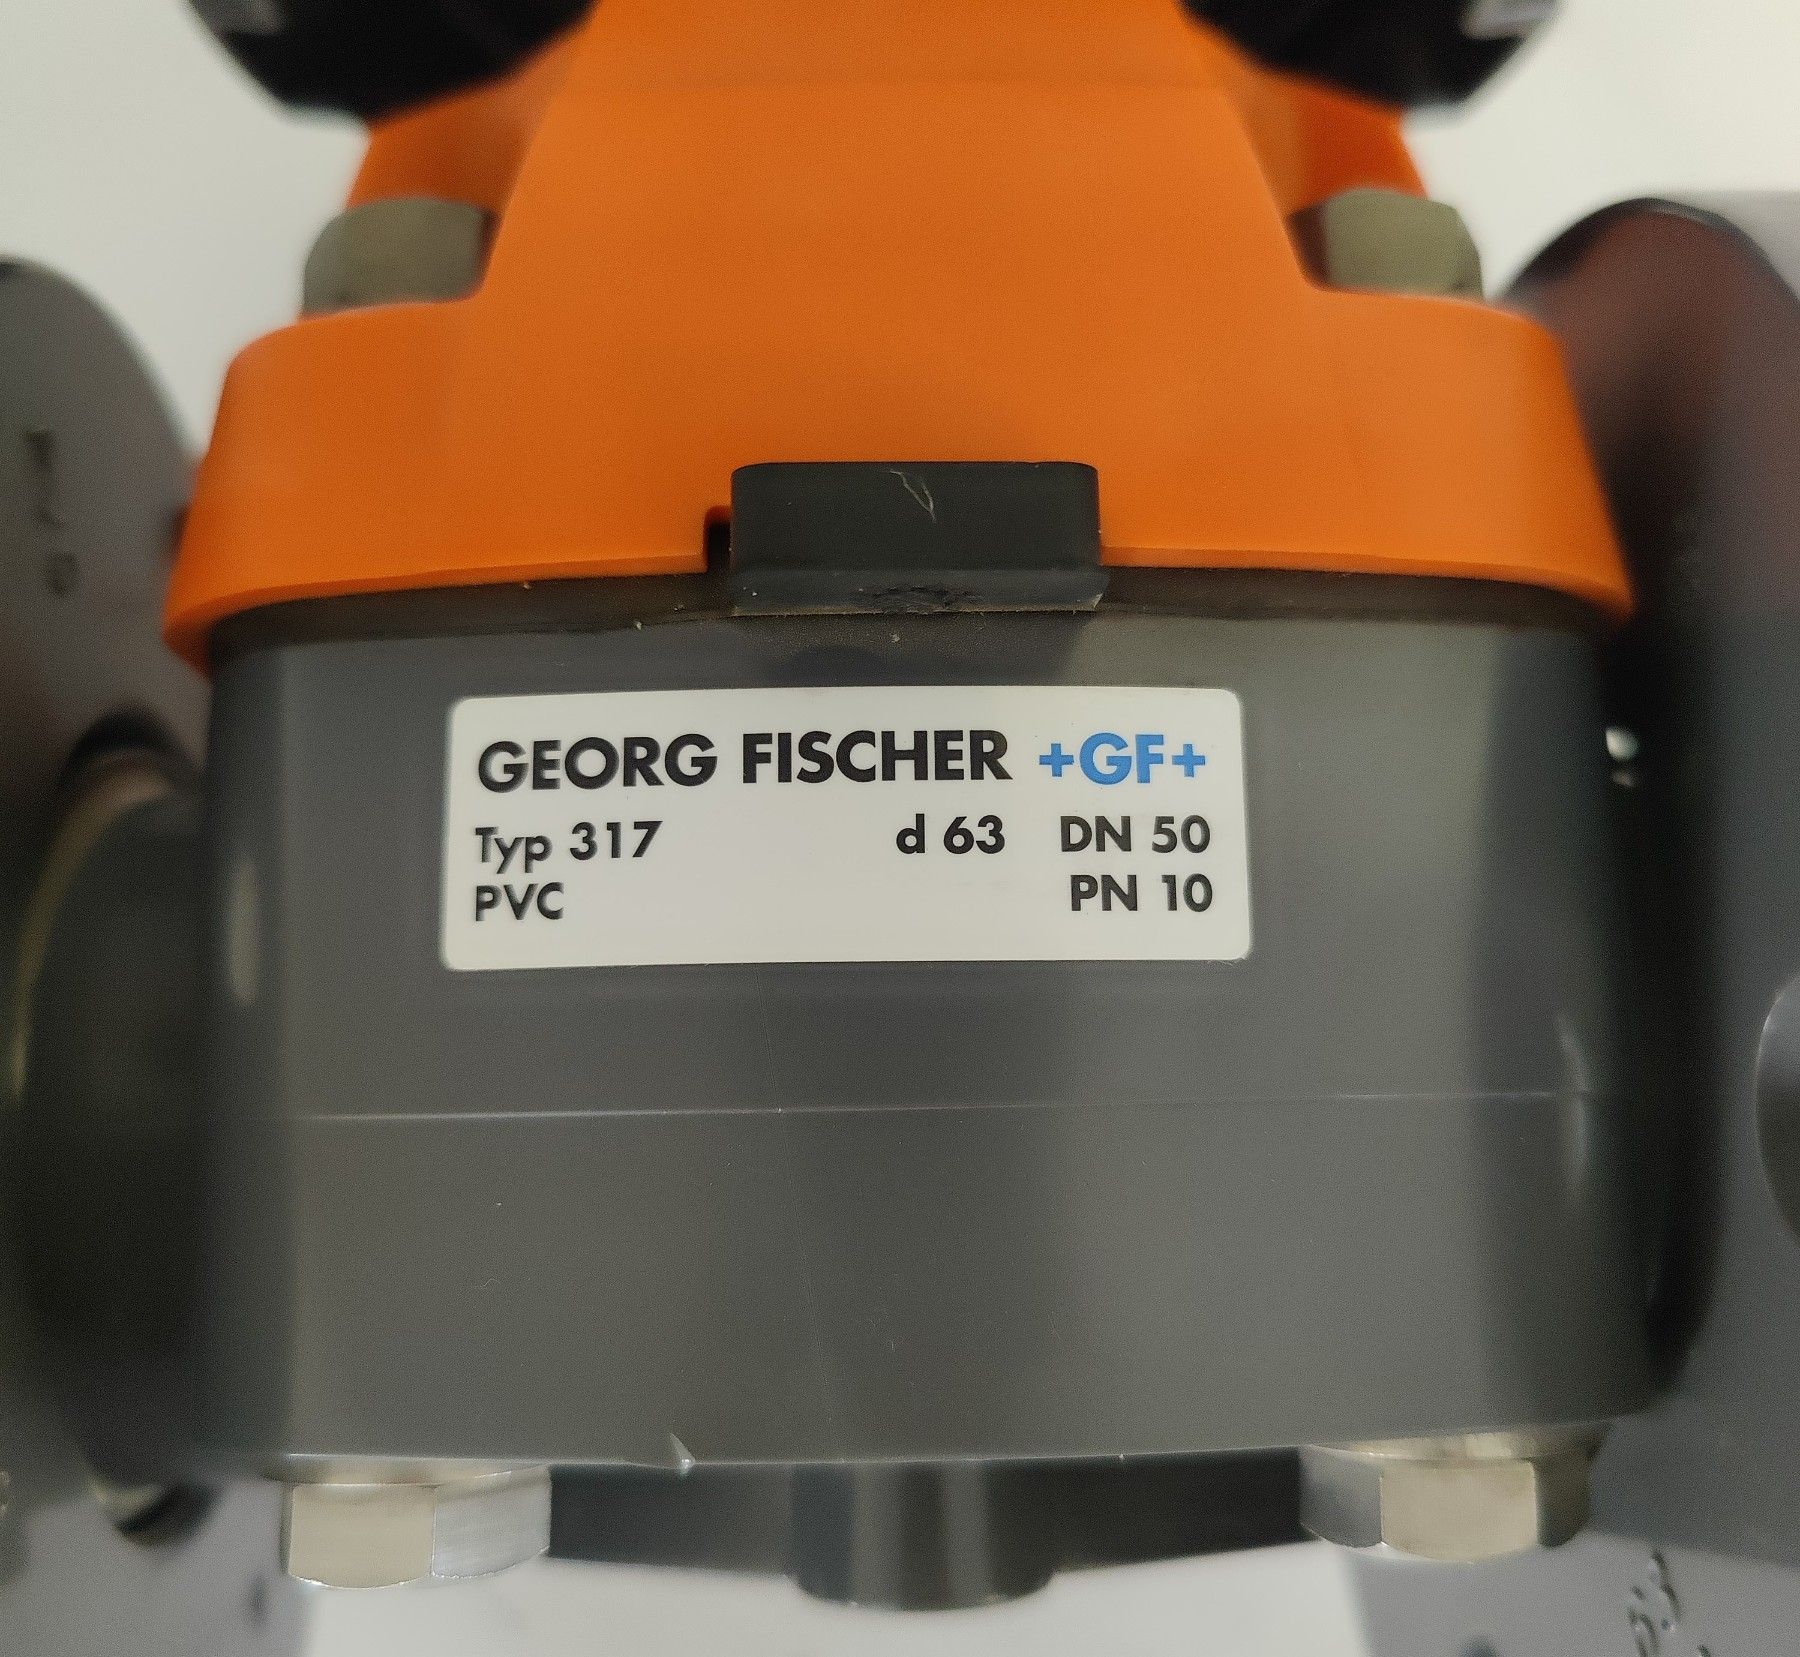 GEORG FISCHER +GF+
Typ 317 d 63 DN 50
PVC PN 10